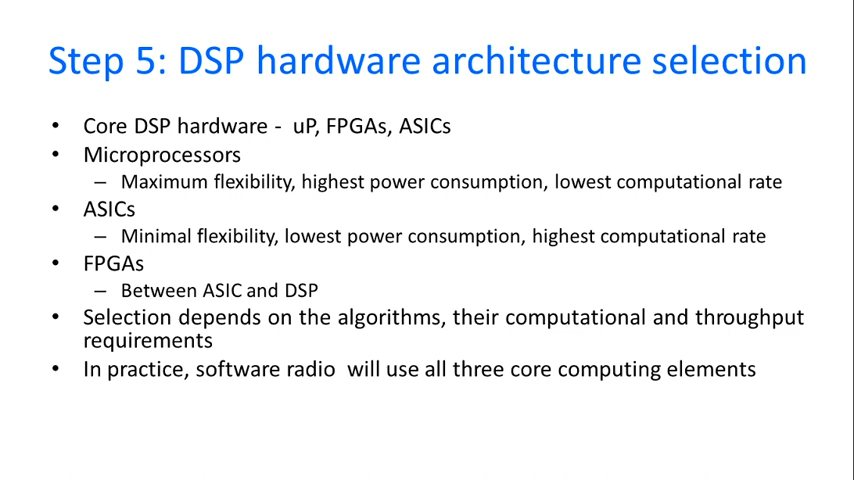 Step 5: DSP hardware architecture selection
• Core DSP hardware - uP, FPGAs, ASICs
• Microprocessors
– Maximum flexibility, highest power consumption, lowest computational rate
• ASICs
– Minimal flexibility, lowest power consumption, highest computational rate
• FPGAs
– Between ASIC and DSP
• Selection depends on the algorithms, their computational and throughput
requirements
• In practice, software radio will use all three core computing elements